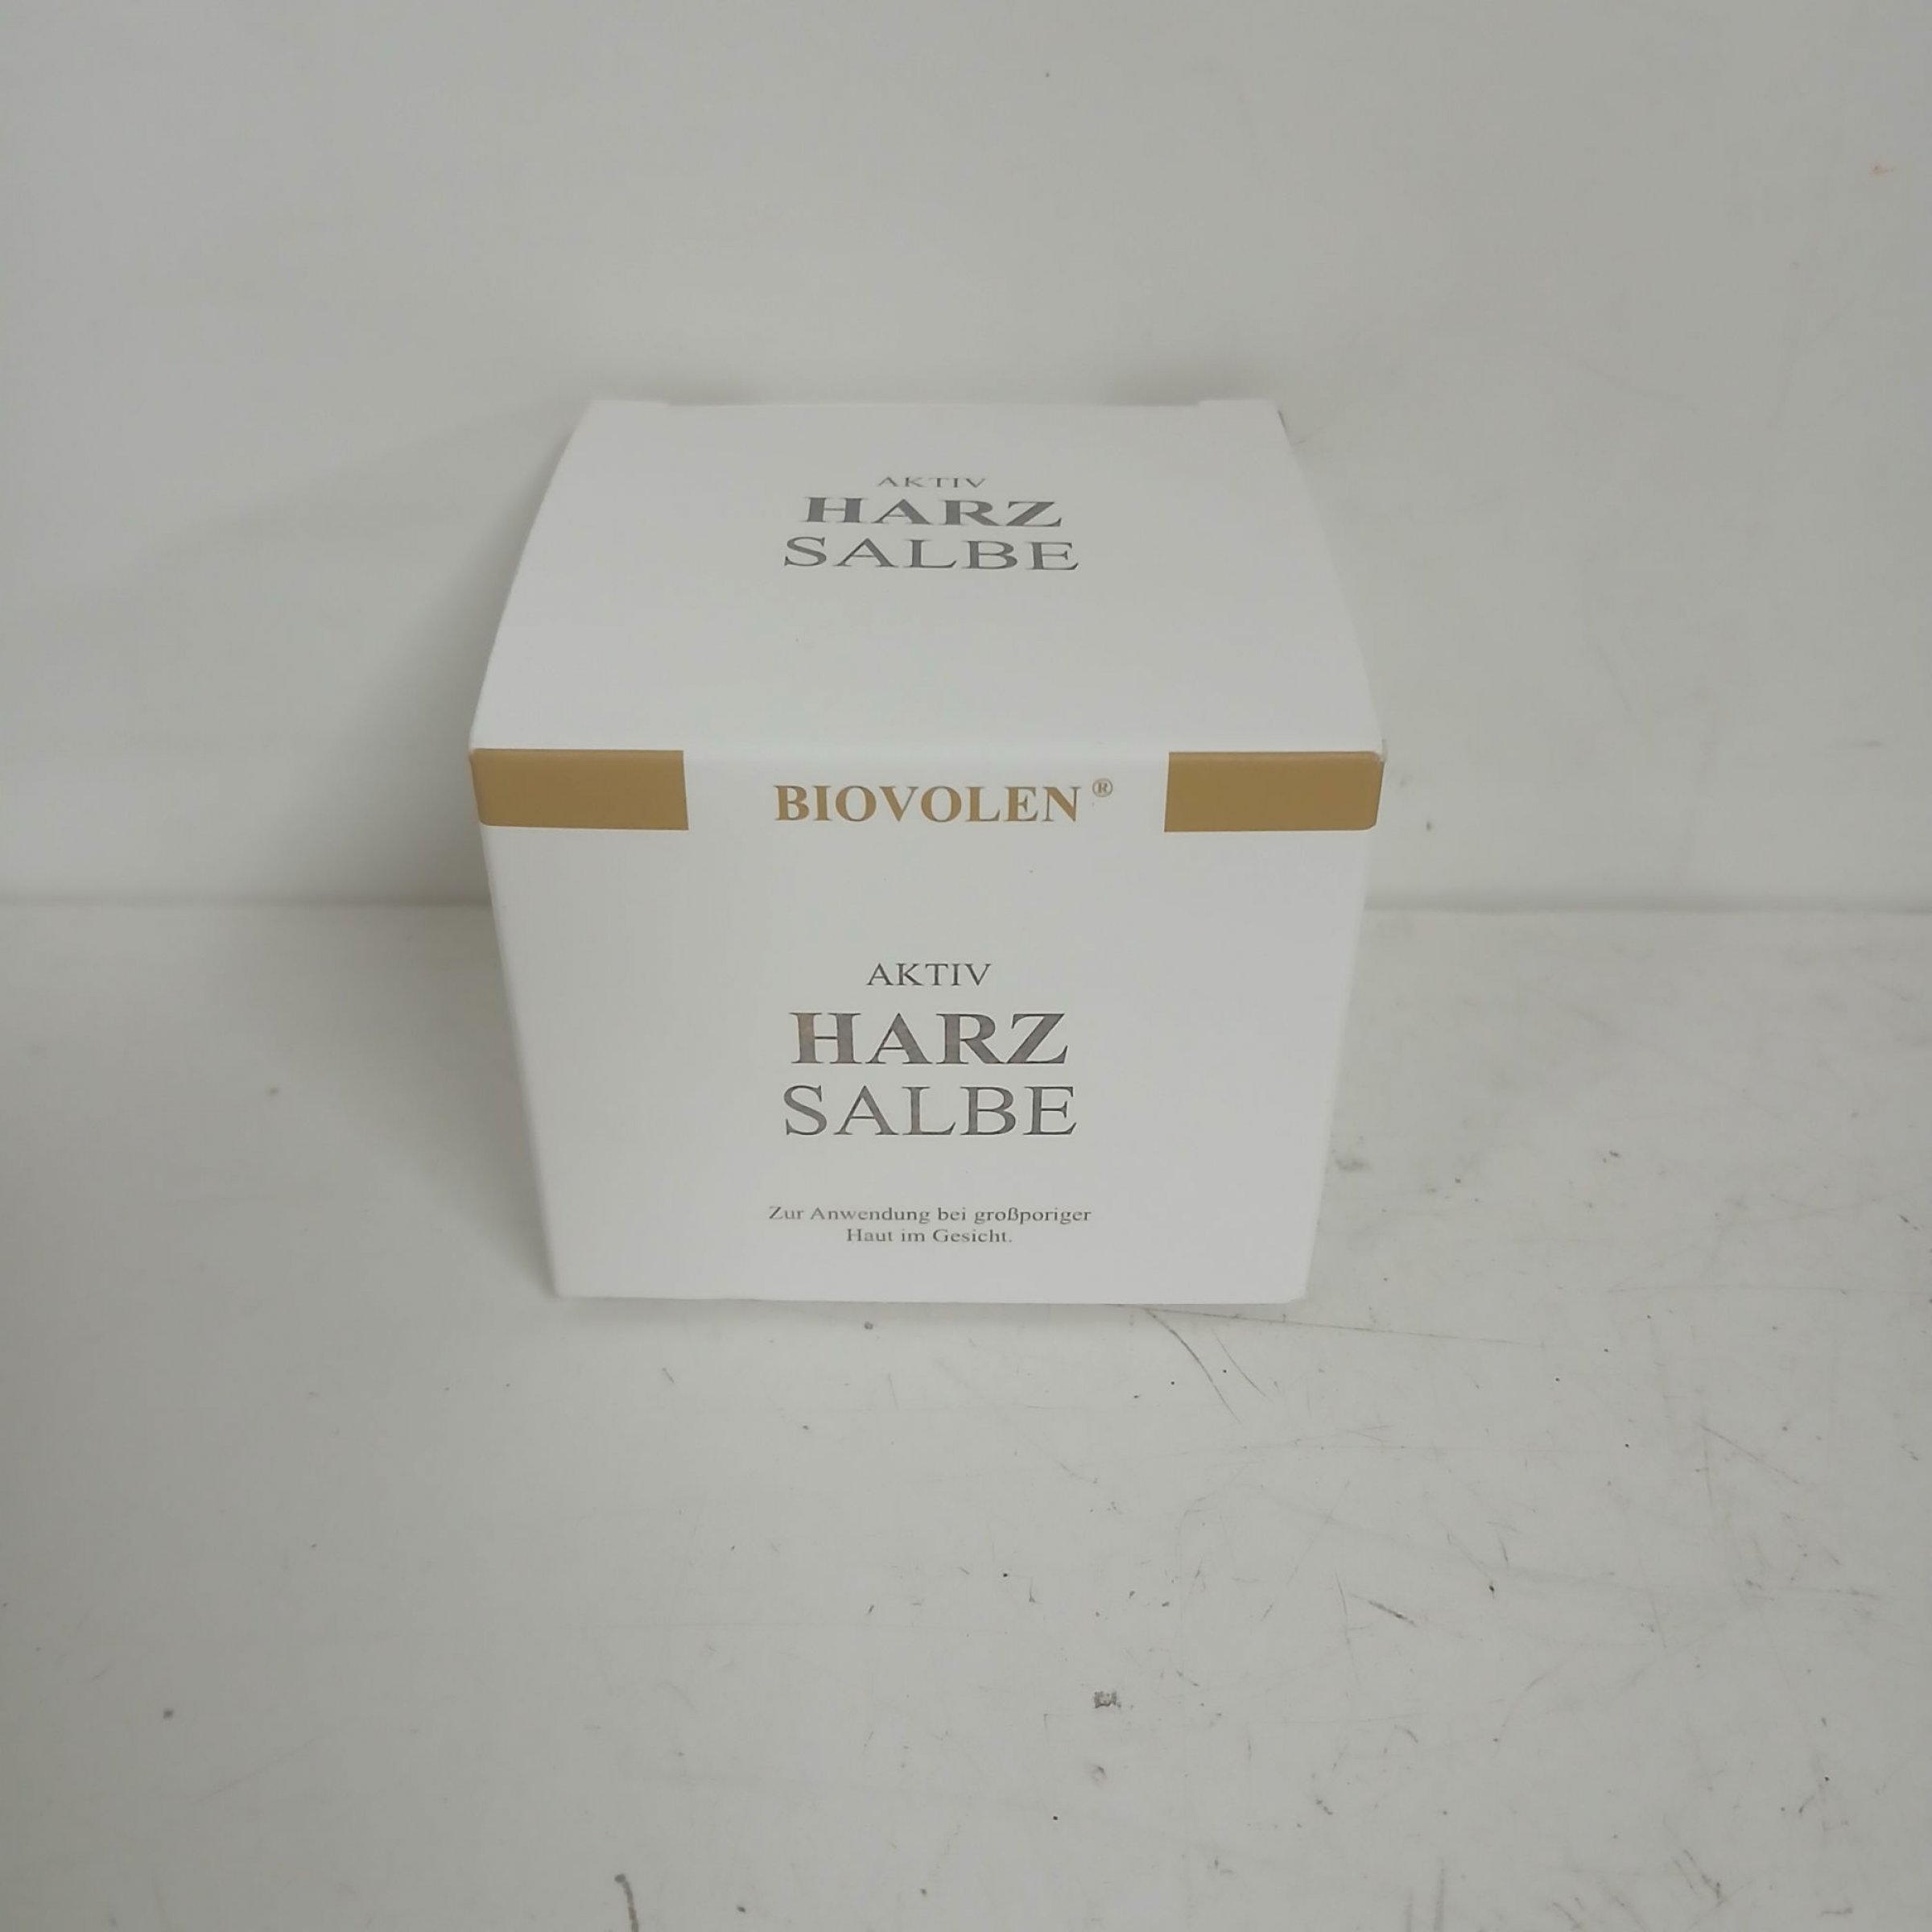 AKTIV
HARZ
SALBE
BIOVOLEN®
AKTIV
HARZ
SALBE
Zur Anwendung bei großporiger
Haut im Gesicht.